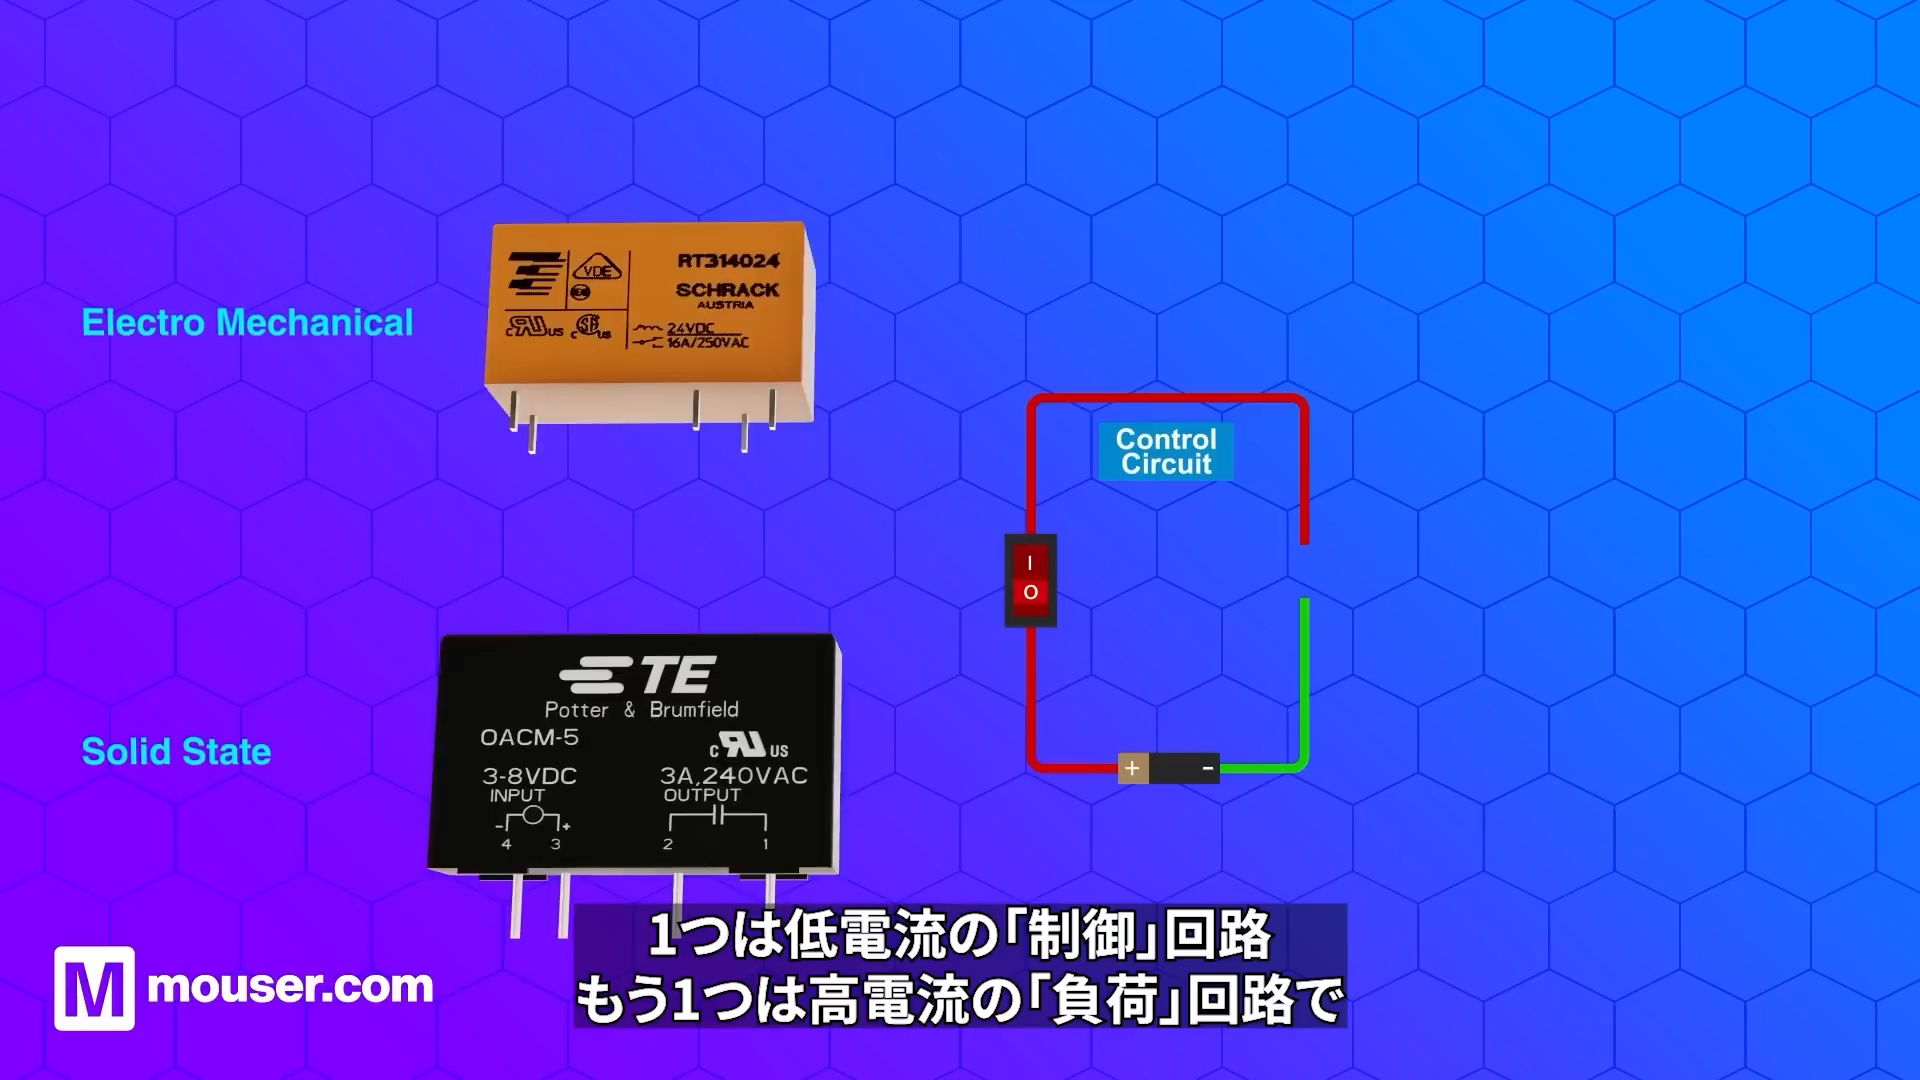 Electro Mechanical
VDE
RT314024
SCHRACK
AUSTRIA
24VDC
16A/250VAC
Control
Circuit
I
O
+
-
Solid State
TE
Potter & Brumfield
OACM-5
c RU US
3-8VDC
3A,240VAC
INPUT
OUTPUT
- +
4 3 2 1
M mouser.com
1つは低電流の「制御」回路
もう1つは高電流の「負荷」回路で